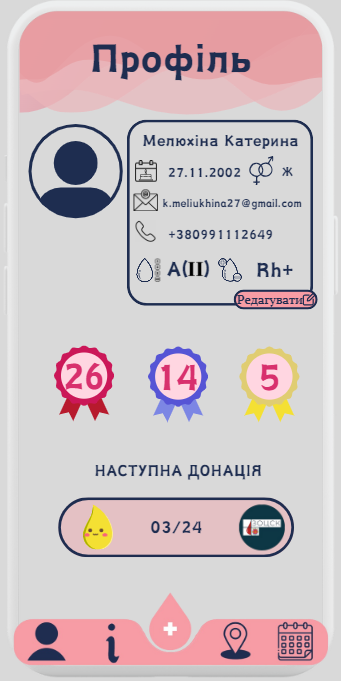 Профіль
Мелюхіна Катерина
27.11.2002 Ж
k.meliukhina27@gmail.com
+380991112649
A(II) Rh+
Редагувати
26 14 5
НАСТУПНА ДОНАЦІЯ
03/24
ЗОЦСК